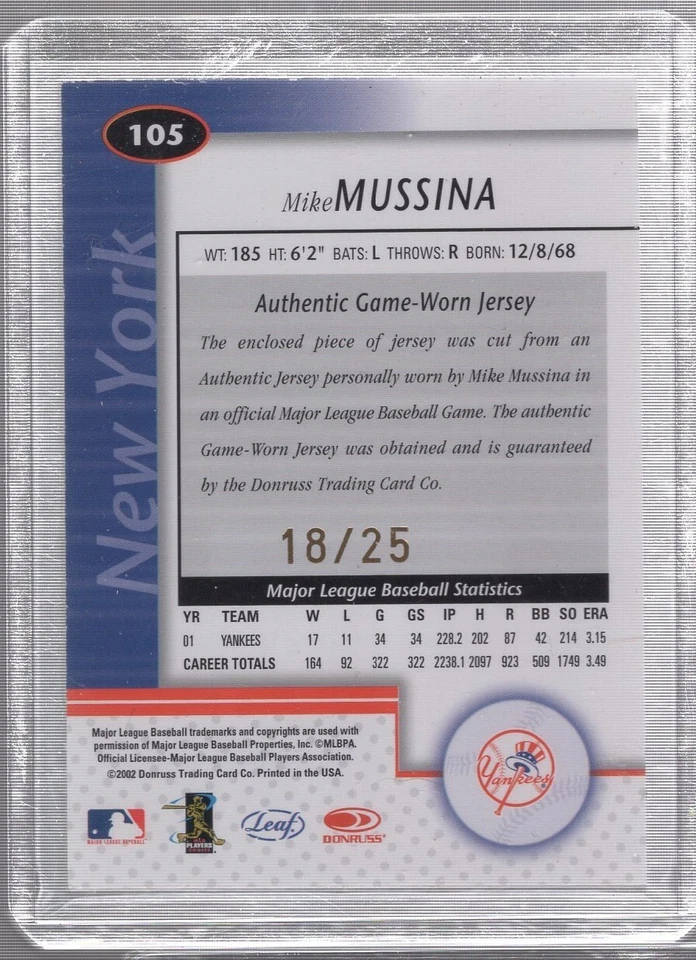 105
New York
Mike MUSSINA
WT: 185 HT: 6'2" BATS: L THROWS: R BORN: 12/8/68
Authentic Game-Worn Jersey
The enclosed piece of jersey was cut from an
Authentic Jersey personally worn by Mike Mussina in
an official Major League Baseball Game. The authentic
Game-Worn Jersey was obtained and is guaranteed
by the Donruss Trading Card Co.
18/25
Major League Baseball Statistics
YR TEAM W L G GS IP H R BB SO ERA
01 YANKEES 17 11 34 34 228.2 202 87 42 214 3.15
CAREER TOTALS 164 92 322 322 2238.1 2097 923 509 1749 3.49
Major League Baseball trademarks and copyrights are used with
permission of Major League Baseball Properties, Inc. ©MLBPA.
Official Licensee-Major League Baseball Players Association.
©2002 Donruss Trading Card Co. Printed in the USA.
Yankees
MAJOR LEAGUE BASEBALL
PLAYERS
Leaf
DONRUSS